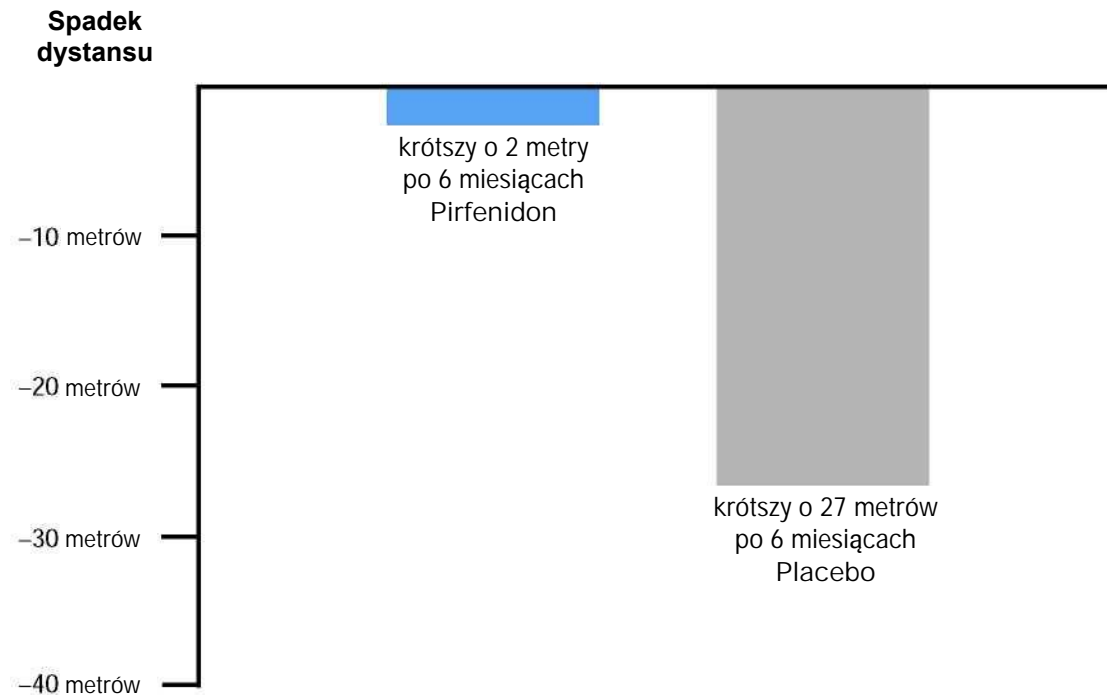 Spadek
dystansu
krótszy o 2 metry
po 6 miesiącach
Pirfenidon
–10 metrów
–20 metrów
krótszy o 27 metrów
po 6 miesiącach
Placebo
–30 metrów
–40 metrów